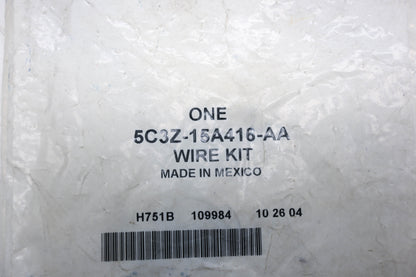 ONE
5C3Z-15A416-AA
WIRE KIT
MADE IN MEXICO
H751B 109984 10 26 04